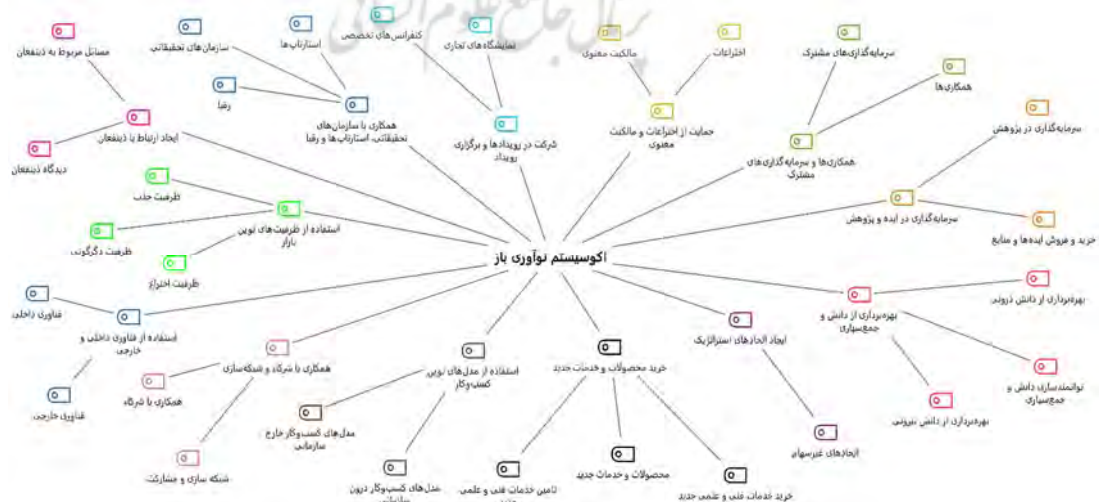 پرتال جامع علوم انسانی
مسائل مربوط به ذینفعان
سازمان‌های تحقیقاتی
استارتاپ‌ها
کنفرانس‌های تخصصی
نمایشگاه‌های تجاری
مالکیت معنوی
اختراعات
سرمایه‌گذاری‌های مشترک
همکاری‌ها
رقبا
ایجاد ارتباط با ذینفعان
همکاری با سازمان‌های
تحقیقاتی، استارتاپ‌ها و رقبا
شرکت در رویدادها و برگزاری
رویداد
حمایت از اختراعات و مالکیت
معنوی
همکاری‌ها و سرمایه‌گذاری‌های
مشترک
سرمایه‌گذاری در پژوهش
دیدگاه ذینفعان
ظرفیت جذب
استفاده از ظرفیت‌های نوین
بازار
سرمایه‌گذاری در ایده و پژوهش
خرید و فروش ایده‌ها و منابع
ظرفیت دگرگونی
ظرفیت اختراع
اکوسیستم نوآوری باز
فناوری داخلی
استفاده از فناوری داخلی و
خارجی
بهره‌برداری از دانش درونی
بهره‌برداری از دانش و
جمع‌سپاری
ایجاد اتحادهای استراتژیک
همکاری با شرکاء و شبکه‌سازی
استفاده از مدل‌های نوین
کسب‌وکار
خرید محصولات و خدمات جدید
همکاری با شرکاء
فناوری خارجی
توانمندسازی دانش و
جمع‌سپاری
بهره‌برداری از دانش بیرونی
مدل‌های کسب‌وکار خارج
سازمانی
اتحادهای غیرسهامی
شبکه سازی و مشارکت
مدل‌های کسب‌وکار درون
سازمانی
تامین خدمات فنی و علمی
محصولات و خدمات جدید
خرید خدمات فنی و علمی جدید